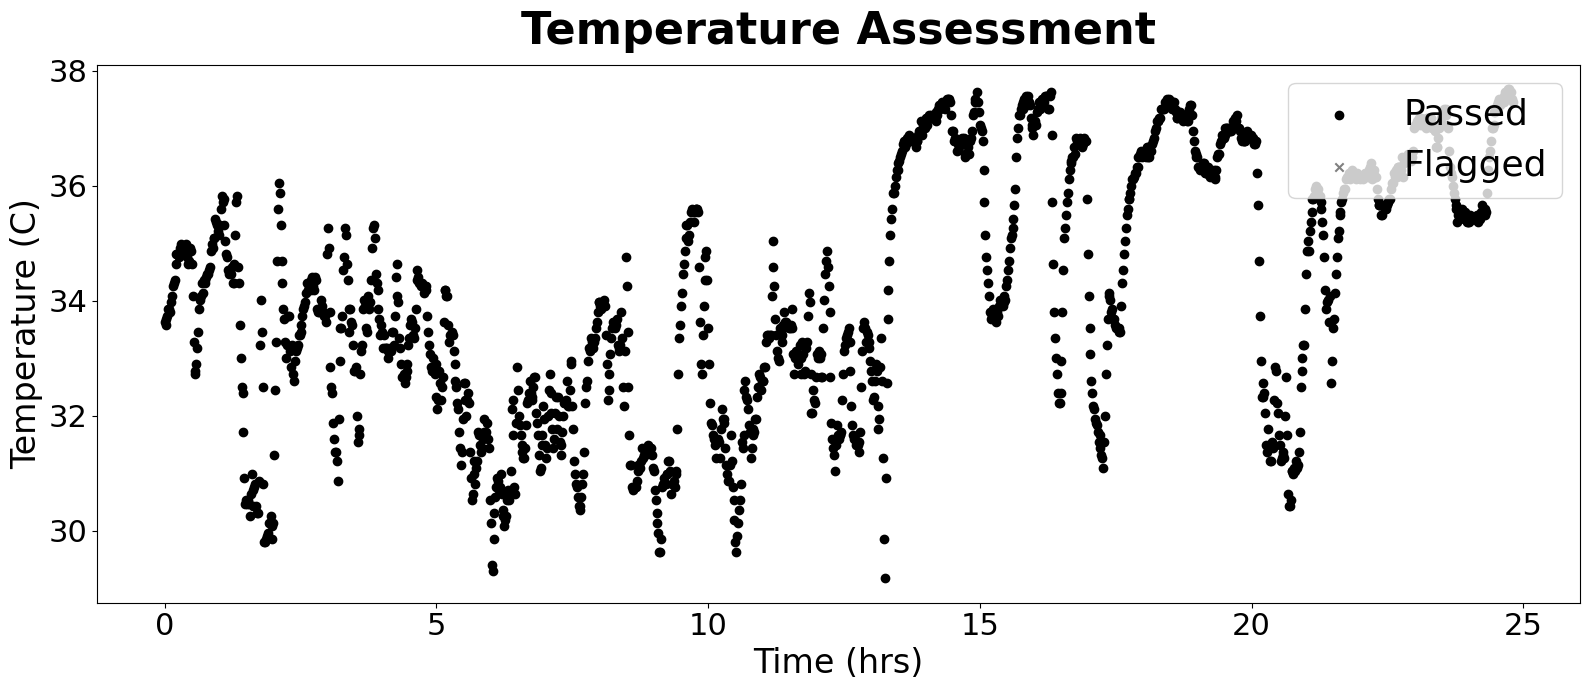 Temperature Assessment
Temperature (C)
38
36
34
32
30
Passed
Flagged
0 5 10 15 20 25
Time (hrs)